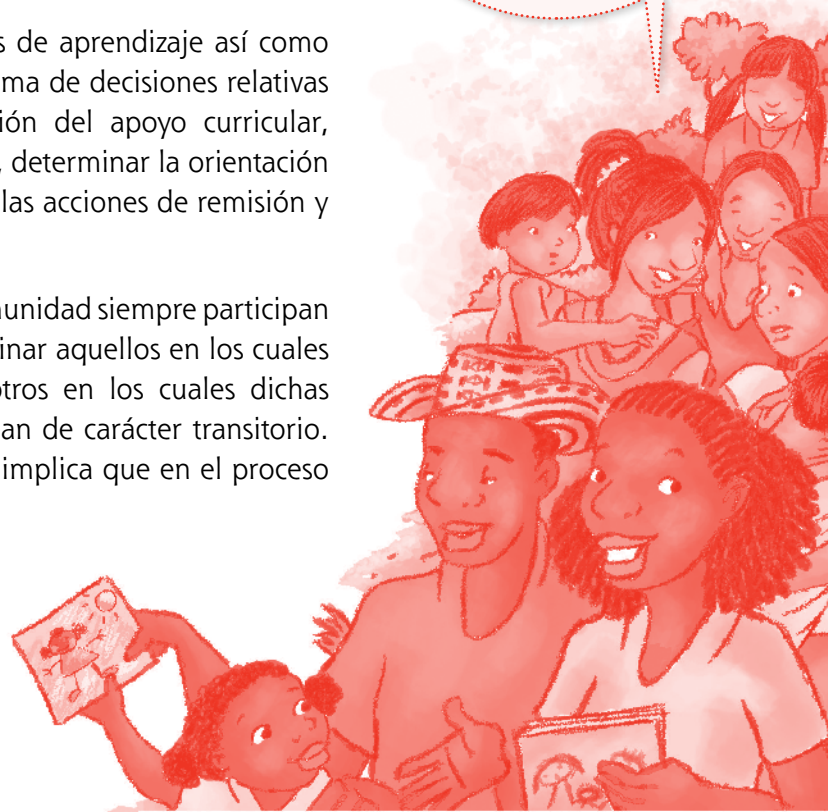 s de aprendizaje así como
ma de decisiones relativas
ión del apoyo curricular,
, determinar la orientación
las acciones de remisión y
unidad siempre participan
inar aquellos en los cuales
otros en los cuales dichas
an de carácter transitorio.
implica que en el proceso